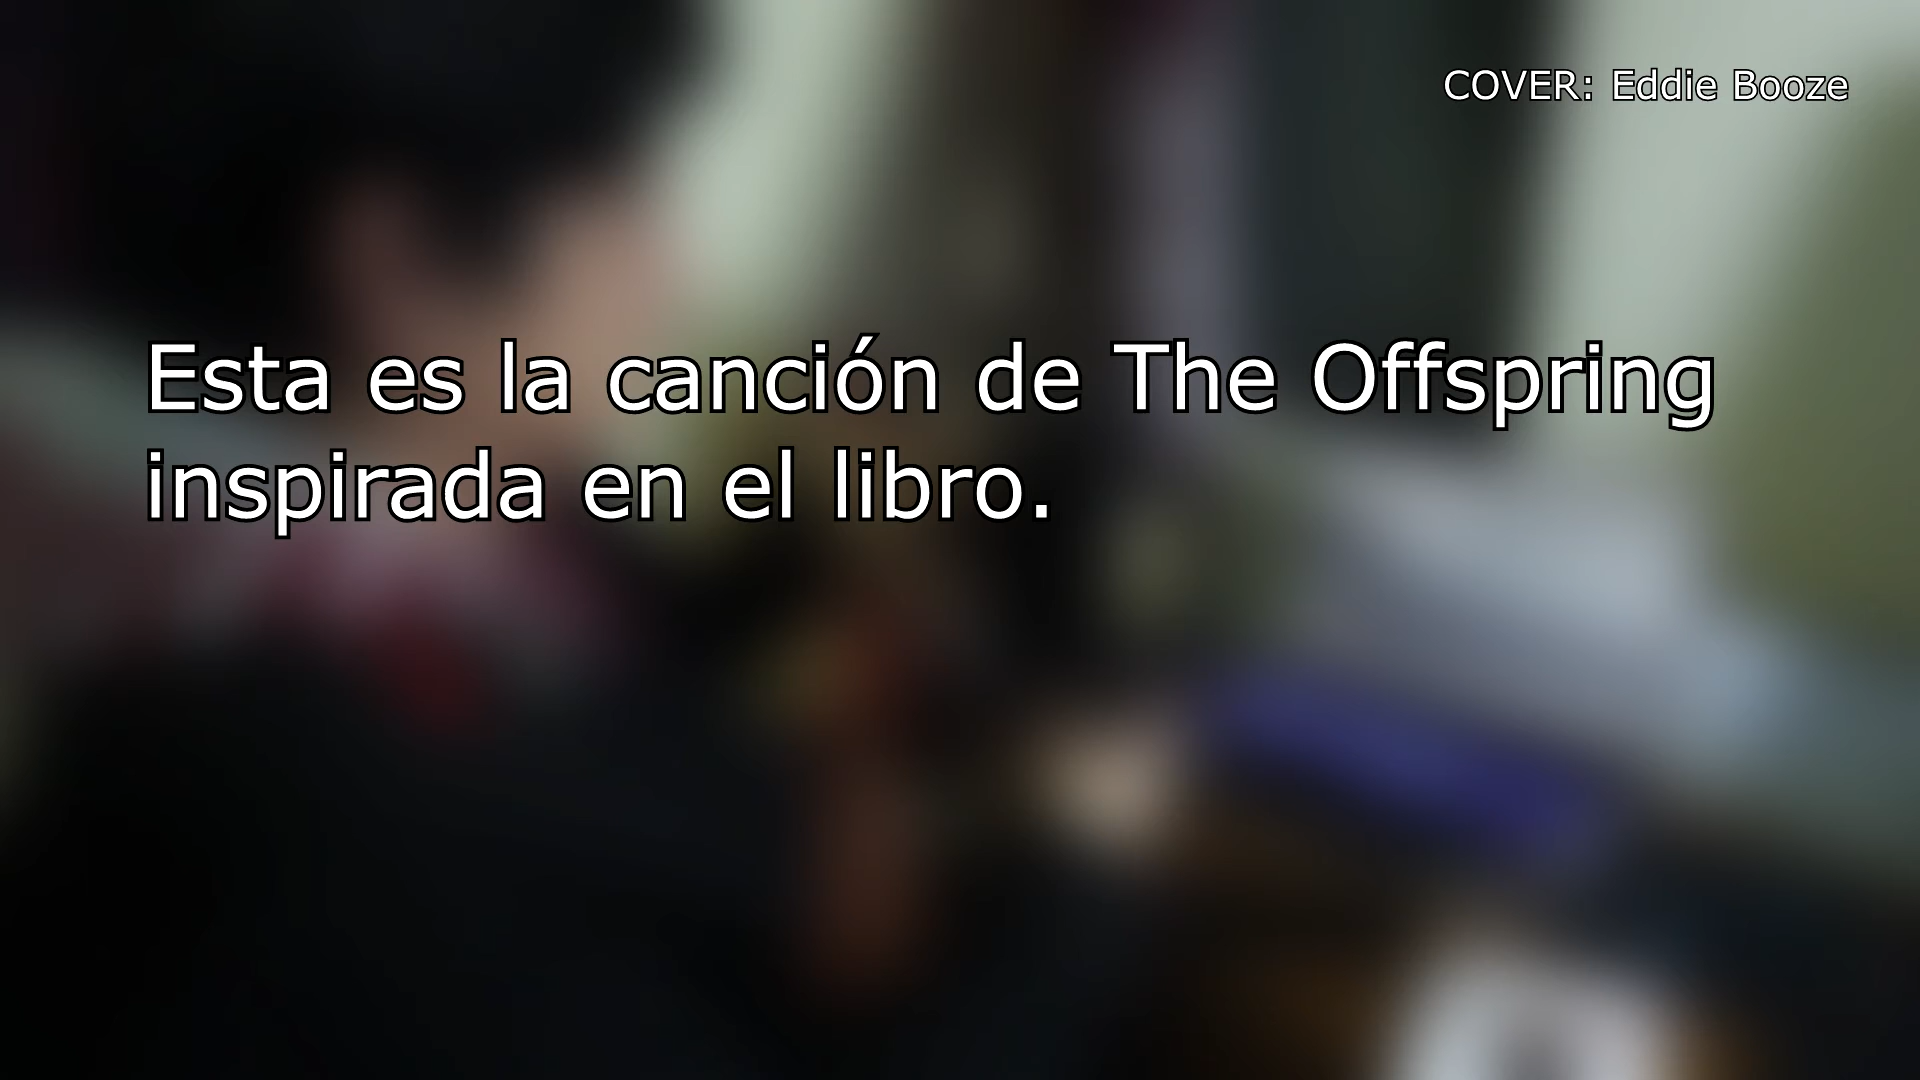 COVER: Eddie Booze
Esta es la canción de The Offspring
inspirada en el libro.